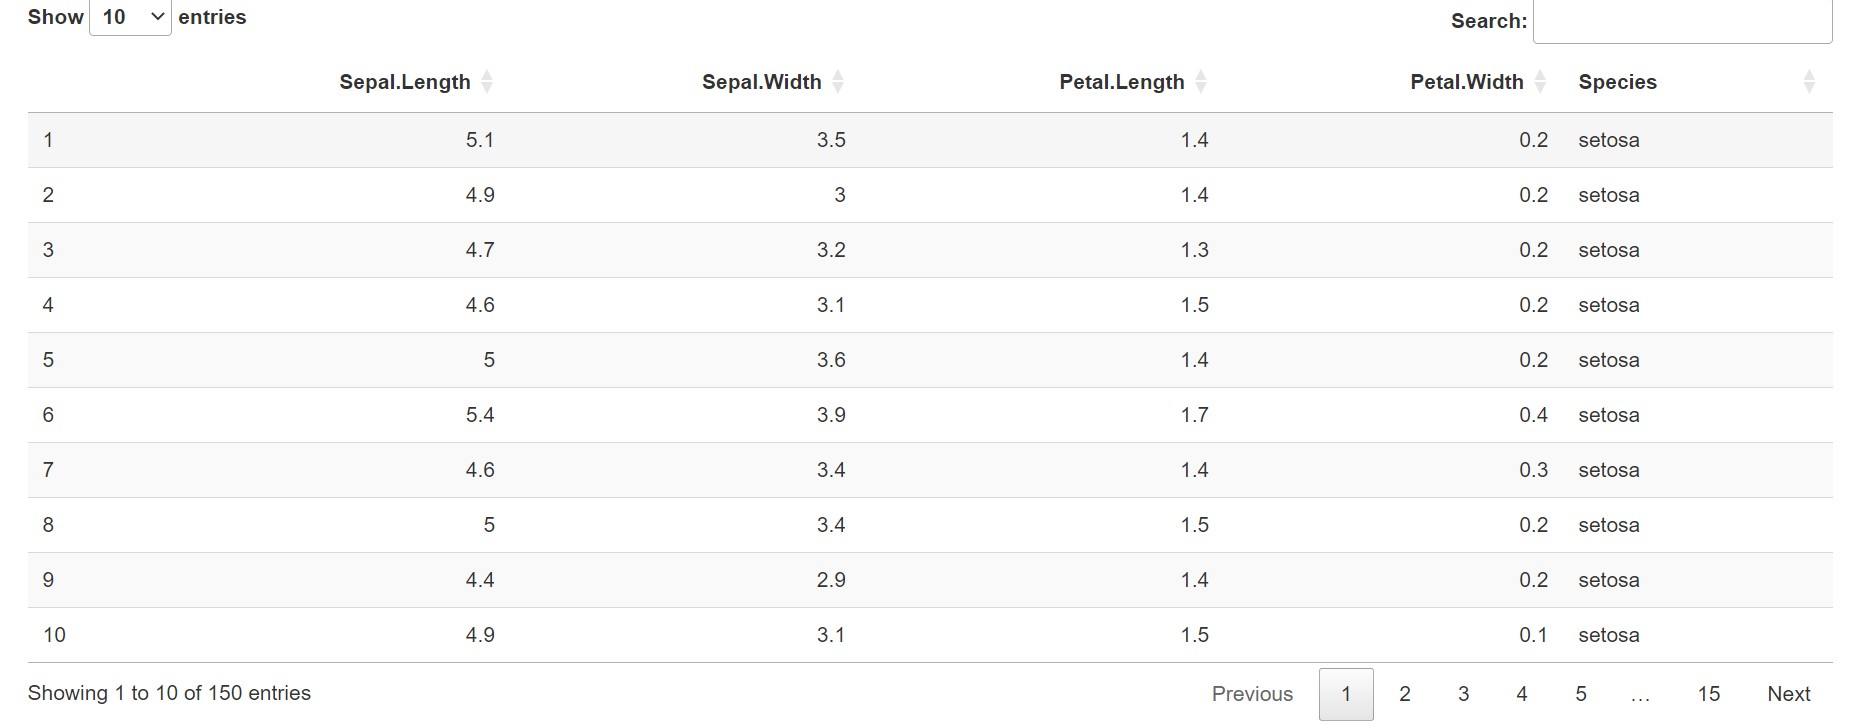 Show 10 entries Search:
Sepal.Length Sepal.Width Petal.Length Petal.Width Species
1 5.1 3.5 1.4 0.2 setosa
2 4.9 3 1.4 0.2 setosa
3 4.7 3.2 1.3 0.2 setosa
4 4.6 3.1 1.5 0.2 setosa
5 5 3.6 1.4 0.2 setosa
6 5.4 3.9 1.7 0.4 setosa
7 4.6 3.4 1.4 0.3 setosa
8 5 3.4 1.5 0.2 setosa
9 4.4 2.9 1.4 0.2 setosa
10 4.9 3.1 1.5 0.1 setosa
Showing 1 to 10 of 150 entries Previous 1 2 3 4 5 … 15 Next